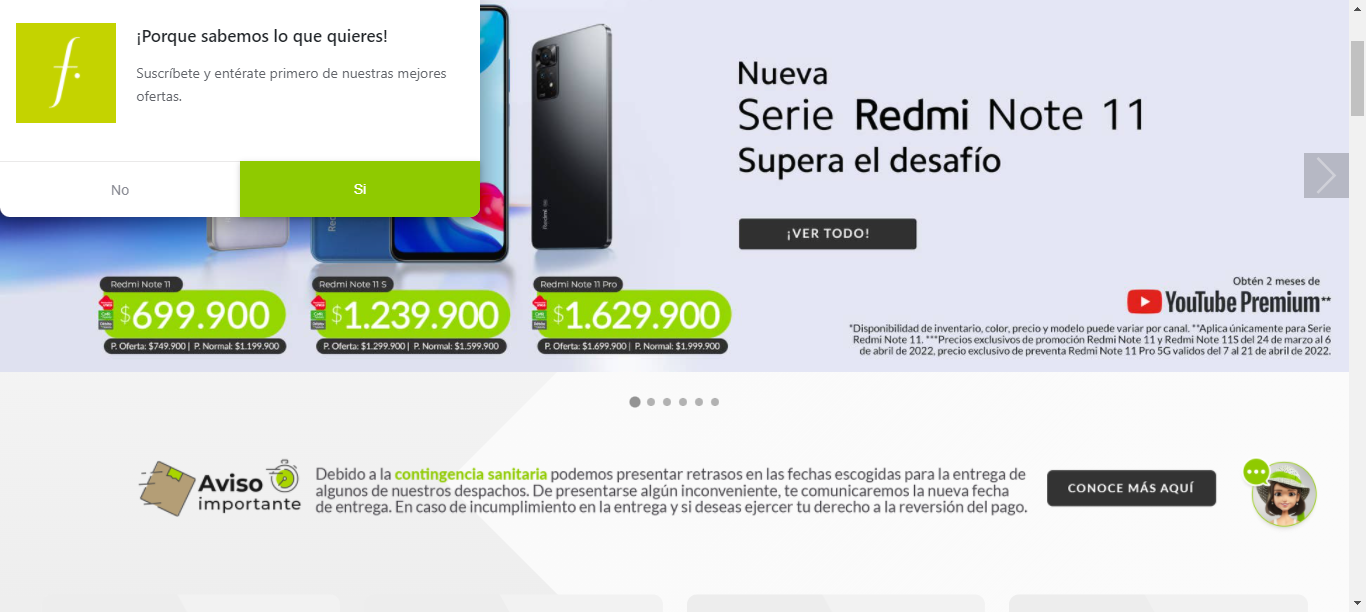 ¡Porque sabemos lo que quieres!
Suscríbete y entérate primero de nuestras mejores
ofertas.
No
Si
Nueva
Serie Redmi Note 11
Supera el desafío
¡VER TODO!
Redmi Note 11
$699.900
P. Oferta: $749.900 | P. Normal: $1.199.900
Redmi Note 11 S
$1.239.900
P. Oferta: $1.299.900 | P. Normal: $1.599.900
Redmi Note 11 Pro
$1.629.900
P. Oferta: $1.699.900 | P. Normal: $1.999.900
Obtén 2 meses de
YouTube Premium**
*Disponibilidad de inventario, color, precio y modelo puede variar por canal. **Aplica únicamente para Serie
Redmi Note 11. ***Precios exclusivos de promoción Redmi Note 11 y Redmi Note 11S del 24 de marzo al 6
de abril de 2022, precio exclusivo de preventa Redmi Note 11 Pro 5G validos del 7 al 21 de abril de 2022.
Aviso
importante
Debido a la contingencia sanitaria podemos presentar retrasos en las fechas escogidas para la entrega de
algunos de nuestros despachos. De presentarse algún inconveniente, te comunicaremos la nueva fecha
de entrega. En caso de incumplimiento en la entrega y si deseas ejercer tu derecho a la reversión del pago.
CONOCE MÁS AQUÍ